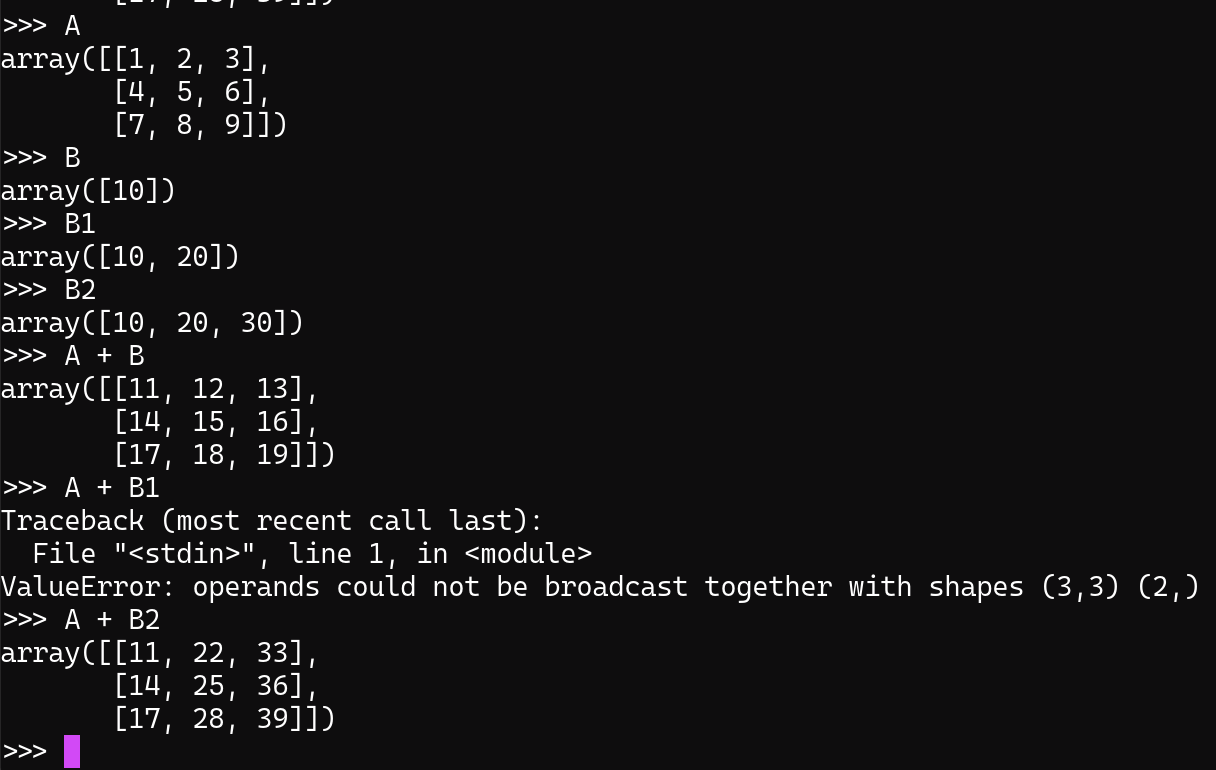 >>> A
array([[1, 2, 3],
       [4, 5, 6],
       [7, 8, 9]])
>>> B
array([10])
>>> B1
array([10, 20])
>>> B2
array([10, 20, 30])
>>> A + B
array([[11, 12, 13],
       [14, 15, 16],
       [17, 18, 19]])
>>> A + B1
Traceback (most recent call last):
  File "<stdin>", line 1, in <module>
ValueError: operands could not be broadcast together with shapes (3,3) (2,)
>>> A + B2
array([[11, 22, 33],
       [14, 25, 36],
       [17, 28, 39]])
>>>